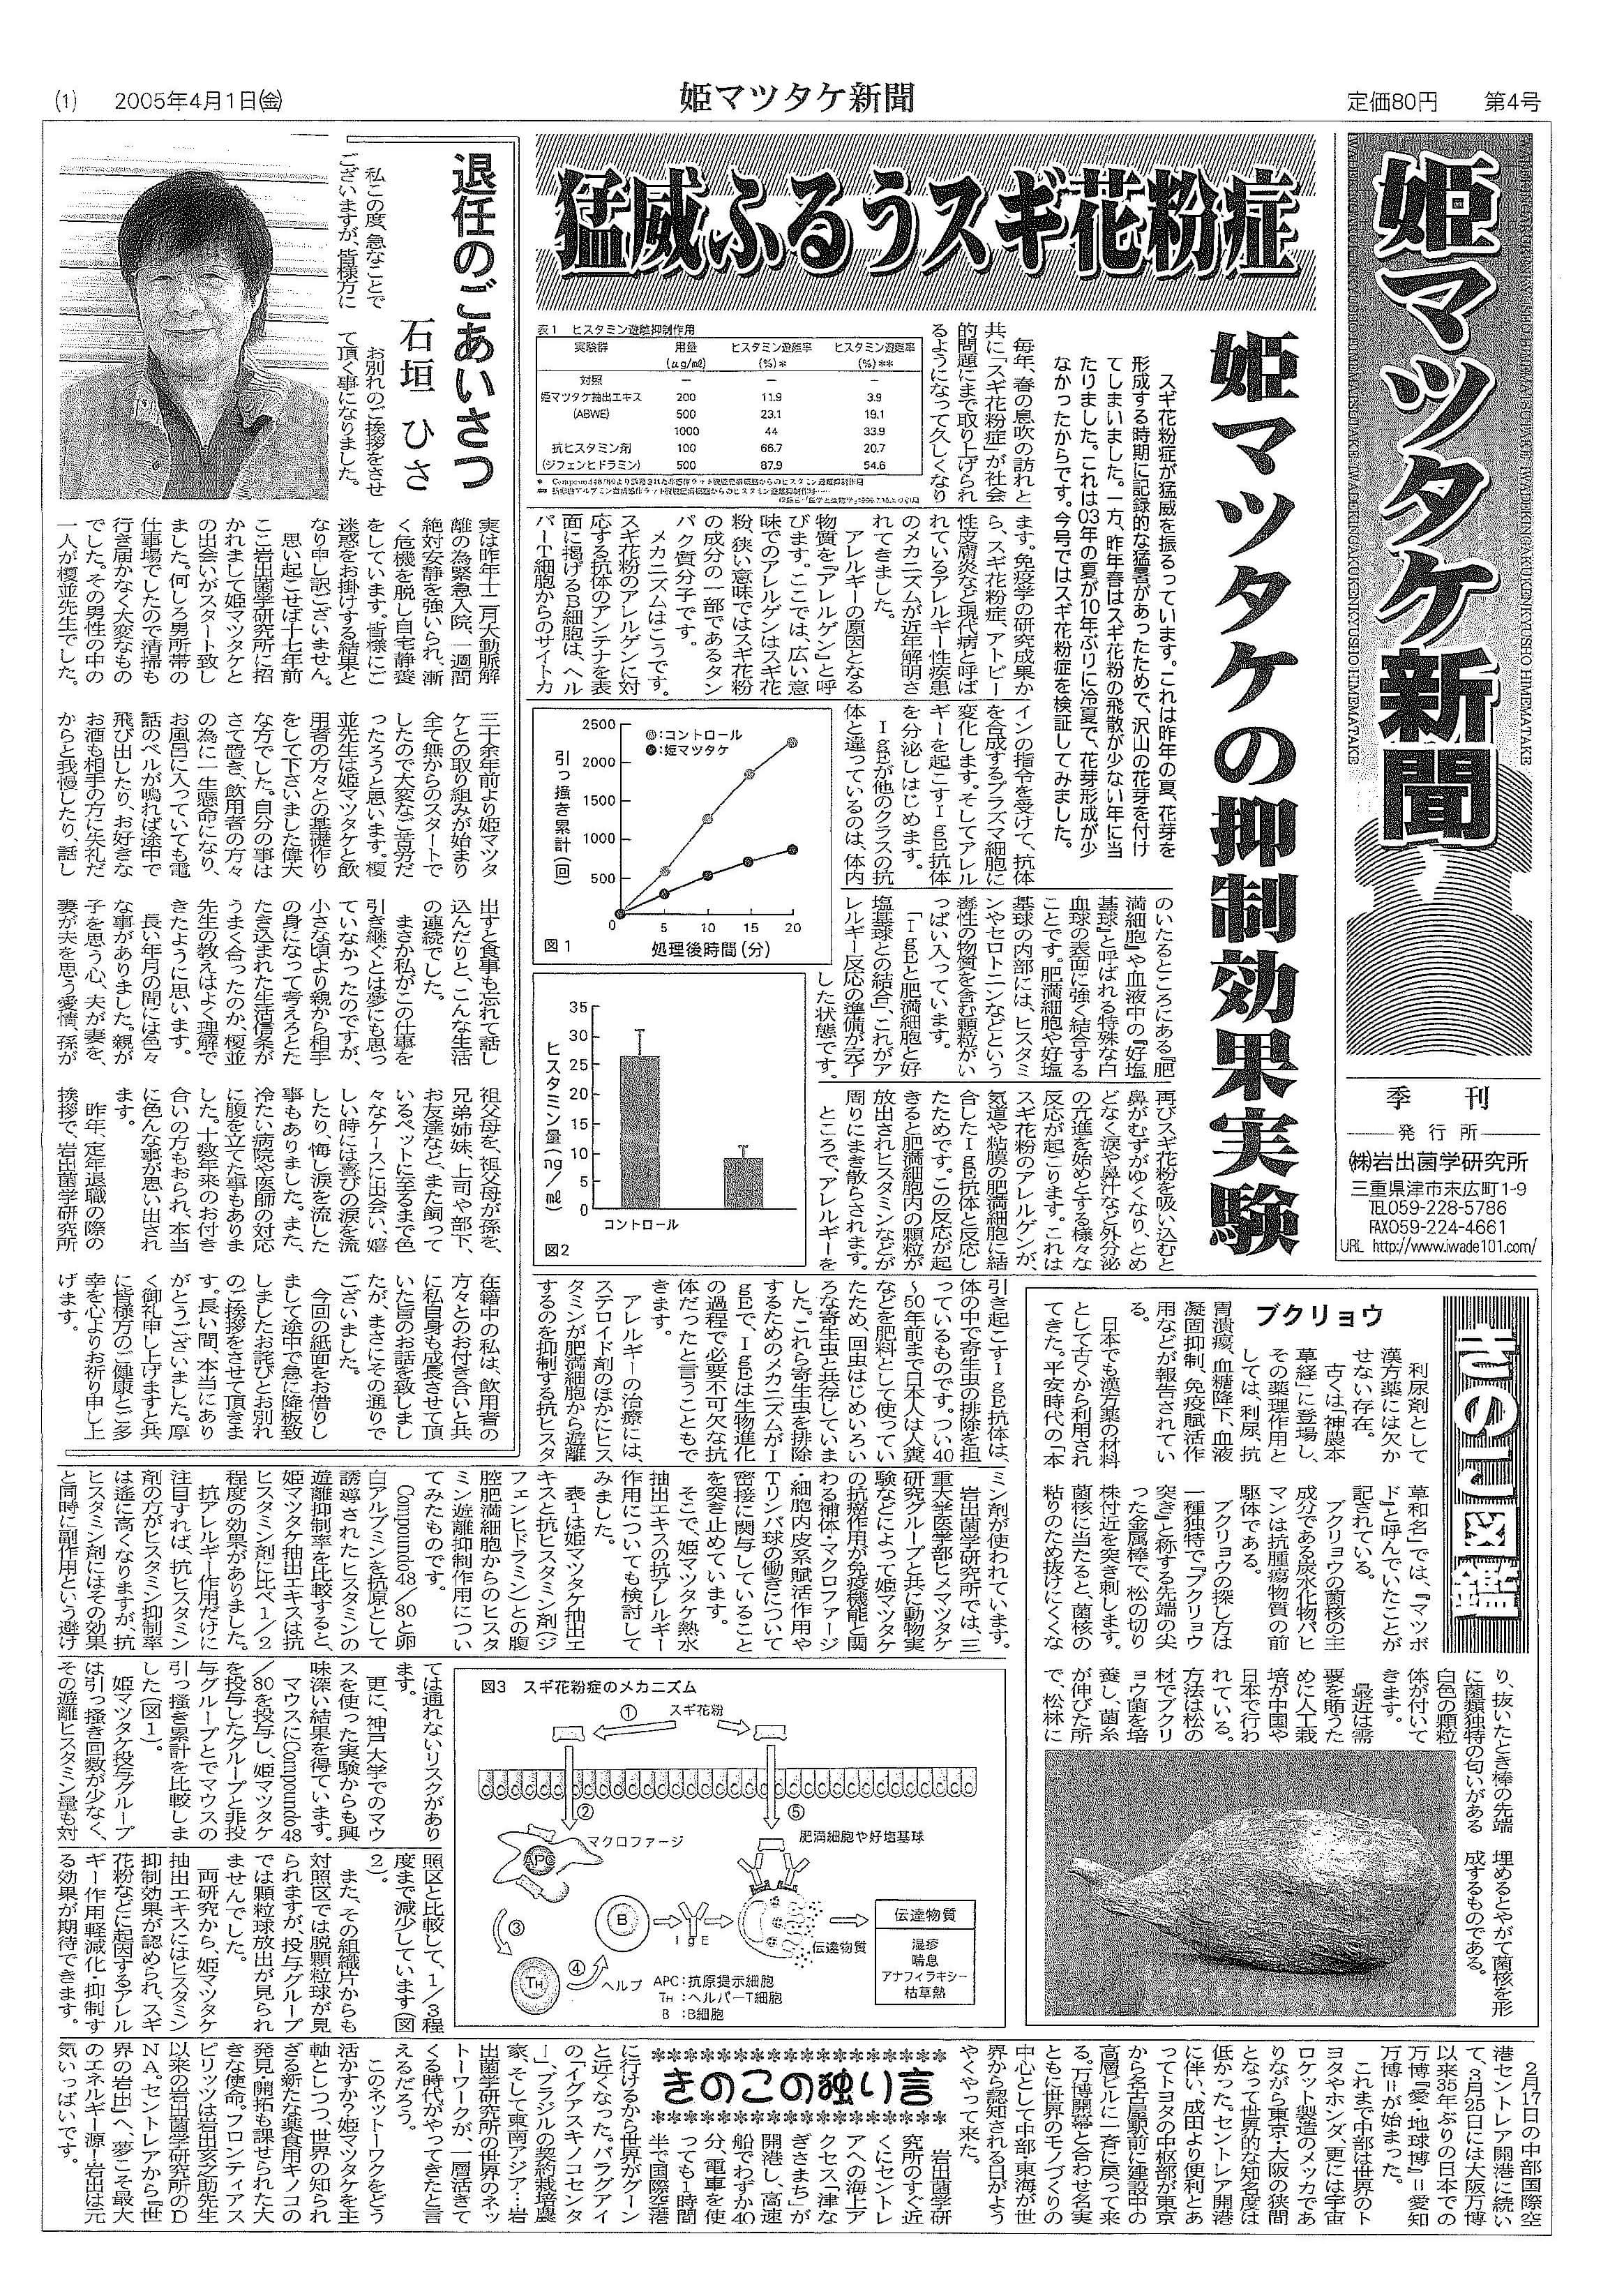 (1) 2005年4月1日(金)
姫マツタケ新聞
定価80円 第4号
姫マツタケ新聞
季刊
発行所
㈱岩出菌学研究所
三重県津市末広町1-9
TEL059-228-5786
FAX059-224-4661
URL http://www.iwade101.com/
猛威ふるうスギ花粉症
姫マツタケの抑制効果実験
スギ花粉症が猛威を振るっています。これは昨年の夏、花芽を
形成する時期に記録的な猛暑があったためで、沢山の花芽を付け
てしまいました。一方、昨年春はスギ花粉の飛散が少ない年に当
たりました。これは03年の夏が10年ぶりに冷夏で、花芽形成が少
なかったからです。今号ではスギ花粉症を検証してみました。
毎年、春の息吹の訪れと
共に「スギ花粉症」が社会
的問題にまで取り上げられ
るようになって久しくなり
ます。免疫学の研究成果か
ら、スギ花粉症、アトピー
性皮膚炎など現代病と呼ば
れているアレルギー性疾患
のメカニズムが近年解明さ
れてきました。
アレルギーの原因となる
物質を『アレルゲン』と呼
びます。ここでは、広い意
味でのアレルゲンはスギ花
粉、狭い意味ではスギ花粉
の成分の一部であるタン
パク質分子です。
メカニズムはこうです。
スギ花粉のアレルゲンに対
応する抗体のアンテナを表
面に掲げるB細胞は、ヘル
パーT細胞からのサイトカ
インの指令を受けて、抗体
を合成するプラズマ細胞に
変化します。そしてアレル
ギーを起こすIgE抗体
を分泌しはじめます。
IgEが他のクラスの抗
体と違っているのは、体内
のいたるところにある『肥
満細胞』や血液中の『好塩
基球』と呼ばれる特殊な白
血球の表面に強く結合する
ことです。肥満細胞や好塩
基球の内部には、ヒスタミ
ンやセロトニンなどという
毒性の物質を含む顆粒がい
っぱい入っています。
「IgEと肥満細胞と好
塩基球との結合」、これがア
レルギー反応の準備が完了
した状態です。
再びスギ花粉を吸い込むと
鼻がむずがゆくなり、とめ
どなく涙や鼻汁など外分泌
の亢進を始めとする様々な
反応が起こります。これは
スギ花粉のアレルゲンが、
気道や粘膜の肥満細胞に結
合したIgE抗体と反応し
たためです。この反応が起
きると肥満細胞内の顆粒が
放出されヒスタミンなどが
周りにまき散らされます。
ところで、アレルギーを
引き起こすIgE抗体は、
体の中で寄生虫の排除を担
っているものです。つい40
〜50年前まで日本人は人糞
などを肥料として使ってい
たため、回虫はじめいろい
ろな寄生虫と共存していま
した。これら寄生虫を排除
するためのメカニズムがI
gEで、IgEは生物進化
の過程で必要不可欠な抗
体だったと言うこともで
きます。
アレルギーの治療には、
ステロイド剤のほかにヒス
タミンが肥満細胞から遊離
するのを抑制する抗ヒスタ
ミン剤が使われています。
岩出菌学研究所では、三
重大学医学部ヒメマツタケ
研究グループと共に動物実
験などによって姫マツタケ
の抗癌作用が免疫機能と関
わる補体・マクロファージ
・細胞内皮系賦活作用や
Tリンパ球の働きについて
密接に関与していること
を突き止めています。
そこで、姫マツタケ熱水
抽出エキスの抗アレルギー
作用についても検討して
みました。
表1は姫マツタケ抽出エ
キスと抗ヒスタミン剤(ジ
フェンヒドラミン)との腹
腔肥満細胞からのヒスタ
ミン遊離抑制作用につい
てみたものです。
Compound48/80と卵
白アルブミンを抗原として
誘導されたヒスタミンの
遊離抑制率を比較すると、
姫マツタケ抽出エキスは抗
ヒスタミン剤に比べ1/2
程度の効果がありました。
抗アレルギー作用だけに
注目すれば、抗ヒスタミン
剤の方がヒスタミン抑制率
は遙に高くなりますが、抗
ヒスタミン剤にはその効果
と同時に副作用という避け
ては通れないリスクがあり
ます。
更に、神戸大学でのマウ
スを使った実験からも興
味深い結果を得ています。
マウスにCompound48
/80を投与し、姫マツタケ
を投与したグループと非投
与グループとでマウスの
引っ掻き累計を比較しま
した(図1)。
姫マツタケ投与グループ
は引っ掻き回数が少なく、
その遊離ヒスタミン量も対
照区と比較して、1/3程
度まで減少しています(図
2)。
また、その組織片からも
対照区では脱顆粒球が見
られますが、投与グループ
では顆粒球放出が見られ
ませんでした。
両研究から、姫マツタケ
抽出エキスにはヒスタミン
抑制効果が認められ、スギ
花粉などに起因するアレル
ギー作用軽減化・抑制す
る効果が期待できます。
表1 ヒスタミン遊離抑制作用
実験群 用量(μg/ml) ヒスタミン遊離率(%)* ヒスタミン遊離率(%)**
対照 − − −
姫マツタケ抽出エキス 200 11.9 3.9
(ABWE) 500 23.1 19.1
1000 44 33.9
抗ヒスタミン剤 100 66.7 20.7
(ジフェンヒドラミン) 500 87.9 54.6
引っ掻き累計(回)
2500
2000
1500
1000
500
0 5 10 15 20
:コントロール
:姫マツタケ
処理後時間(分)
図1
ヒスタミン量(ng/ml)
35
30
25
20
15
10
5
0
コントロール
図2
図3 スギ花粉症のメカニズム
① スギ花粉
②
⑤
マクロファージ
APC
肥満細胞や好塩基球
③
B
IgE
伝達物質
TH
④
ヘルプ
伝達物質
湿疹
喘息
アナフィラキシー
枯草熱
APC:抗原提示細胞
TH:ヘルパーT細胞
B:B細胞
退任のごあいさつ
石垣 ひさ
私この度、急なことで
ございますが、皆様方に
お別れのご挨拶をさせ
て頂く事になりました。
実は昨年十二月大動脈解
離の為緊急入院、一週間
絶対安静を強いられ、漸
く危機を脱し自宅静養
をしています。皆様にご
迷惑をお掛けする結果と
なり申し訳ございません。
思い起こせば十七年前
ここ岩出菌学研究所に招
かれまして姫マツタケと
の出会いがスタート致し
ました。何しろ男所帯の
仕事場でしたので清掃も
行き届かなく大変なもの
でした。その男性の中の
一人が榎並先生でした。
三十余年前より姫マツタ
ケとの取り組みが始まり
全て無からのスタートで
したので大変なご苦労だ
ったろうと思います。榎
並先生は姫マツタケと飲
用者の方々との基礎作り
をして下さいました偉大
な方でした。自分の事は
さて置き、飲用者の方々
の為に一生懸命になり、
お風呂に入っていても電
話のベルが鳴れば途中で
飛び出したり、お好きな
お酒も相手の方に失礼だ
からと我慢したり、話し
出すと食事も忘れて話し
込んだりと、こんな生活
の連続でした。
まさか私がこの仕事を
引き継ぐとは夢にも思っ
ていなかったのですが、
小さな頃より親から相手
の身になって考えろとた
たき込まれた生活信条が
うまく合ったのか、榎並
先生の教えはよく理解で
きたように思います。
長い年月の間には色々
な事がありました。親が
子を思う心、夫が妻を、
妻が夫を思う愛情、孫が
祖父母を、祖父母が孫を、
兄弟姉妹、上司や部下、
お友達など、また飼って
いるペットに至るまで色
々なケースに出会い、嬉
しい時には喜びの涙を流
したり、悔し涙を流した
事もありました。また、
冷たい病院や医師の対応
に腹を立てた事もありま
した。十数年来のお付き
合いの方もおられ、本当
に色んな事が思い出され
ます。
昨年、定年退職の際の
挨拶で、岩出菌学研究所
在籍中の私は、飲用者の
方々とのお付き合いと共
に私自身も成長させて頂
いた旨のお話を致しまし
たが、まさにその通りで
ございました。
今回の紙面をお借りし
まして途中で急に降板致
しましたお詫びとお別れ
のご挨拶をさせて頂きま
す。長い間、本当にあり
がとうございました。厚
く御礼申し上げますと共
に皆様方のご健康とご多
幸を心よりお祈り申し上
げます。
きのこ図鑑
ブクリョウ
利尿剤として
漢方薬には欠か
せない存在。
古くは「神農本
草経」に登場し、
その薬理作用と
しては、利尿、抗
胃潰瘍、血糖降下、血液
凝固抑制、免疫賦活作
用などが報告されてい
る。
日本でも漢方薬の材料
として古くから利用され
てきた。平安時代の「本
草和名」では、『マツボ
ド』と呼んでいたことが
記されている。
ブクリョウの菌核の主
成分である炭水化物パヒ
マンは抗腫瘍物質の前
駆体である。
ブクリョウの探し方は
一種独特で『ブクリョウ
突き』と称する先端の尖
った金属棒で、松の切り
株付近を突き刺します。
菌核に当たると、菌核の
粘りのため抜けにくくな
り、抜いたとき棒の先端
に菌類独特の匂いがある
白色の顆粒
体が付いて
きます。
最近は需
要を賄うた
めに人工栽
培が中国や
日本で行わ
れている。
方法は松の
材でブクリ
ョウ菌を培
養し、菌糸
が伸びた所
で、松林に
埋めるとやがて菌核を形
成するものである。
きのこの独り言
2月17日の中部国際空
港セントレア開港に続い
て、3月25日には大阪万博
以来35年ぶりの日本での
万博『愛・地球博』=愛知
万博=が始まった。
これまで中部は世界のト
ヨタやホンダ、更には宇宙
ロケット製造のメッカであ
りながら東京・大阪の狭間
となって世界的な知名度は
低かった。セントレア開港
に伴い、成田より便利とあ
ってトヨタの中枢部が東京
から名古屋駅前に建設中の
高層ビルに一斉に戻って来
る。万博開幕と合わせ名実
ともに世界のモノづくりの
中心として中部・東海が世
界から認知される日がよう
やくやって来た。
岩出菌学研
究所のすぐ近
くにセントレ
アへの海上ア
クセス「津な
ぎさまち」が
開港し、高速
船でわずか40
分、電車を使
っても1時間
半で国際空港
に行けるから世界がグーン
と近くなった。パラグアイ
の「イグアスキノコセンタ
ー」、ブラジルの契約栽培農
家、そして東南アジア…岩
出菌学研究所の世界のネッ
トワークが、一層活きて
くる時代がやってきたと言
えるだろう。
このネットーワクをどう
活かすか?姫マツタケを主
軸としつつ、世界の知られ
ざる新たな薬食用キノコの
発見・開拓も課せられた大
きな使命。フロンティアス
ピリッツは岩出亥之助先生
以来の岩出菌学研究所のD
NA。セントレアから『世
界の岩出』へ、夢こそ最大
のエネルギー源!岩出は元
気いっぱいです。